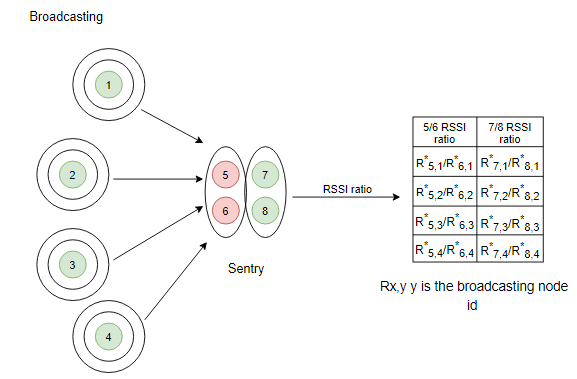 Broadcasting
1
2
3
4
5
6
7
8
Sentry
RSSI ratio
5/6 RSSI ratio 7/8 RSSI ratio
R*5,1/R*6,1 R*7,1/R*8,1
R*5,2/R*6,2 R*7,2/R*8,2
R*5,3/R*6,3 R*7,3/R*8,3
R*5,4/R*6,4 R*7,4/R*8,4
Rx,y y is the broadcasting node
id